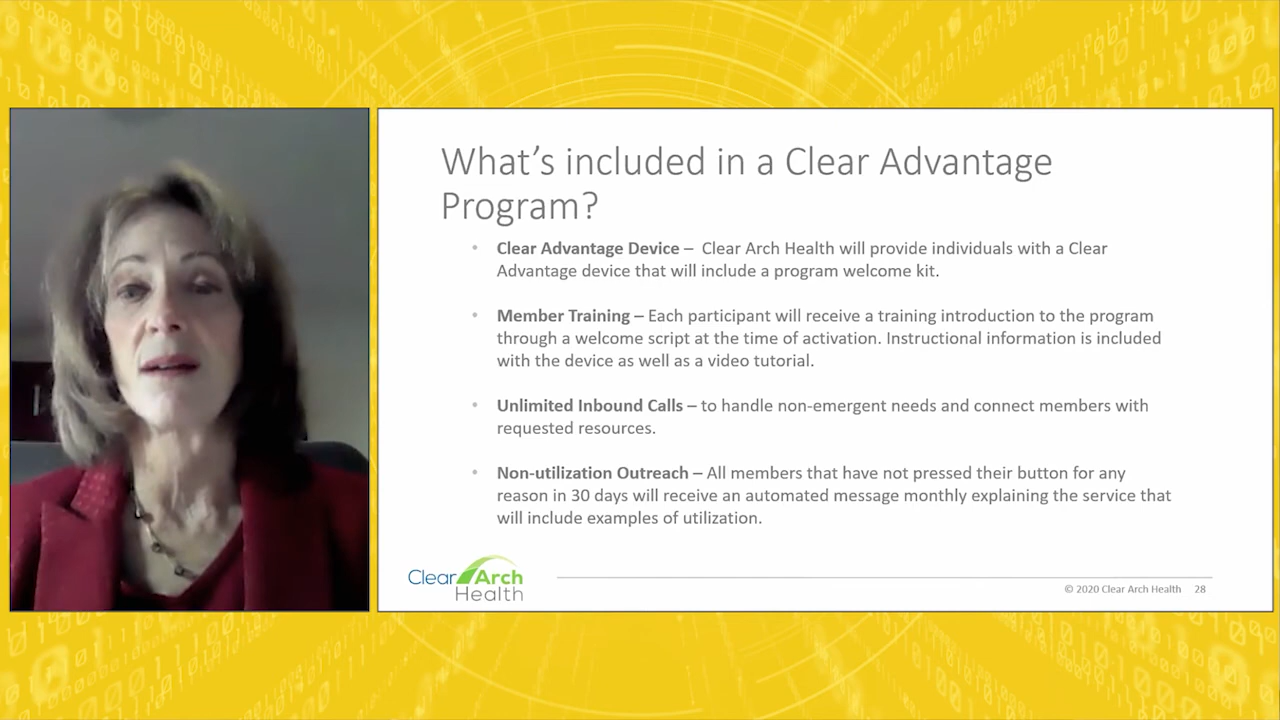 What's included in a Clear Advantage
Program?
• Clear Advantage Device – Clear Arch Health will provide individuals with a Clear
Advantage device that will include a program welcome kit.
• Member Training – Each participant will receive a training introduction to the program
through a welcome script at the time of activation. Instructional information is included
with the device as well as a video tutorial.
• Unlimited Inbound Calls – to handle non-emergent needs and connect members with
requested resources.
• Non-utilization Outreach – All members that have not pressed their button for any
reason in 30 days will receive an automated message monthly explaining the service that
will include examples of utilization.
Clear Arch
Health
© 2020 Clear Arch Health 28